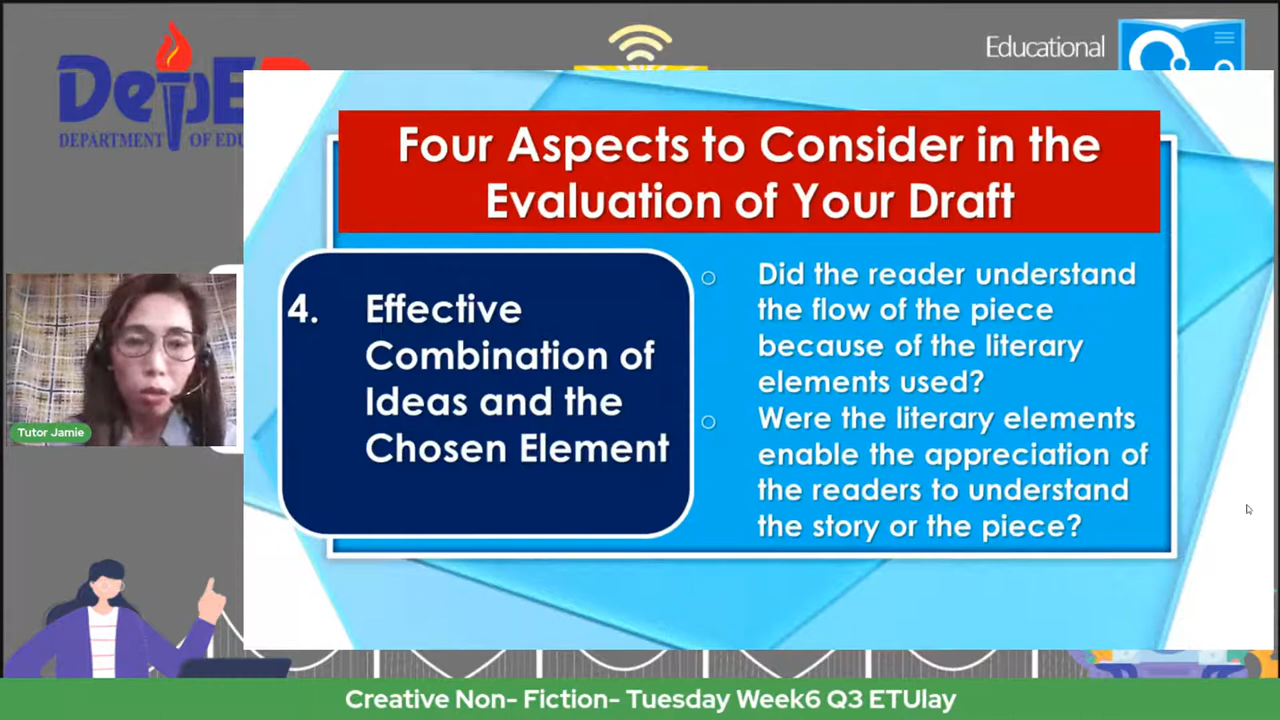 DepE
DEPARTMENT OF EDU
Educational
Four Aspects to Consider in the
Evaluation of Your Draft
4. Effective
Combination of
Ideas and the
Chosen Element
Did the reader understand
the flow of the piece
because of the literary
elements used?
Were the literary elements
enable the appreciation of
the readers to understand
the story or the piece?
Tutor Jamie
Creative Non- Fiction- Tuesday Week6 Q3 ETUlay